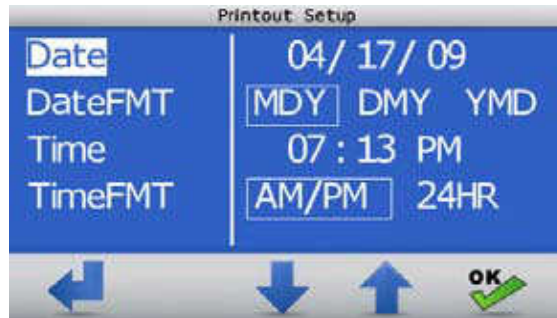 Printout Setup
Date 04/ 17/ 09
DateFMT MDY DMY YMD
Time 07 : 13 PM
TimeFMT AM/PM 24HR
OK